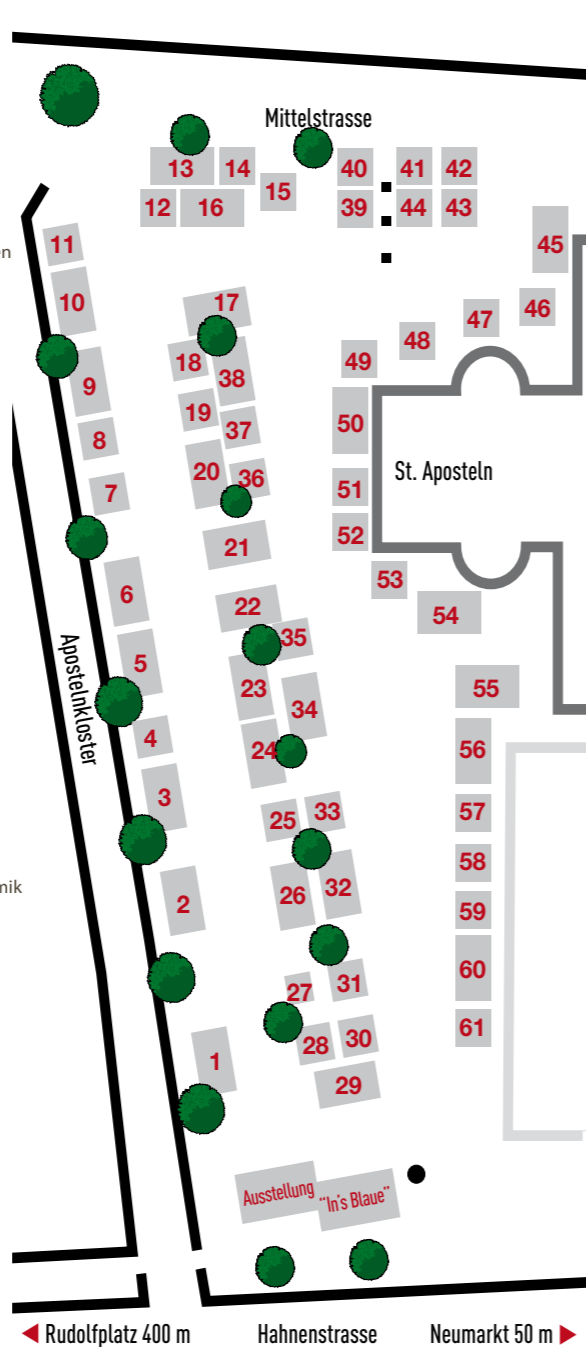 Mittelstrasse
13 14 40 41 42
15
12 16 39 44 43
11 45
n
10 17 46
47
48
18 49
9 38
19
8 37 50
20 36 St. Aposteln
7 51
21 52
6 53
22 54
35
5 23 55
Apostelnkloster
34
4 24 56
3 25 33 57
58
2 26 32 59
mik
27 31 60
28 30 61
1
29
Ausstellung "In's Blaue"
Rudolfplatz 400 m Hahnenstrasse Neumarkt 50 m